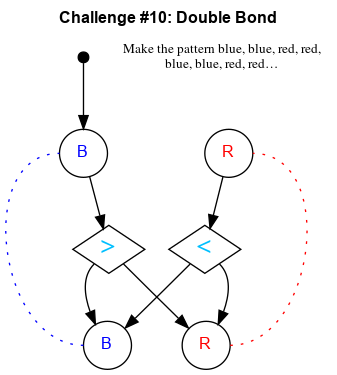 Challenge #10: Double Bond
Make the pattern blue, blue, red, red,
blue, blue, red, red…
B
R
>
<
B
R